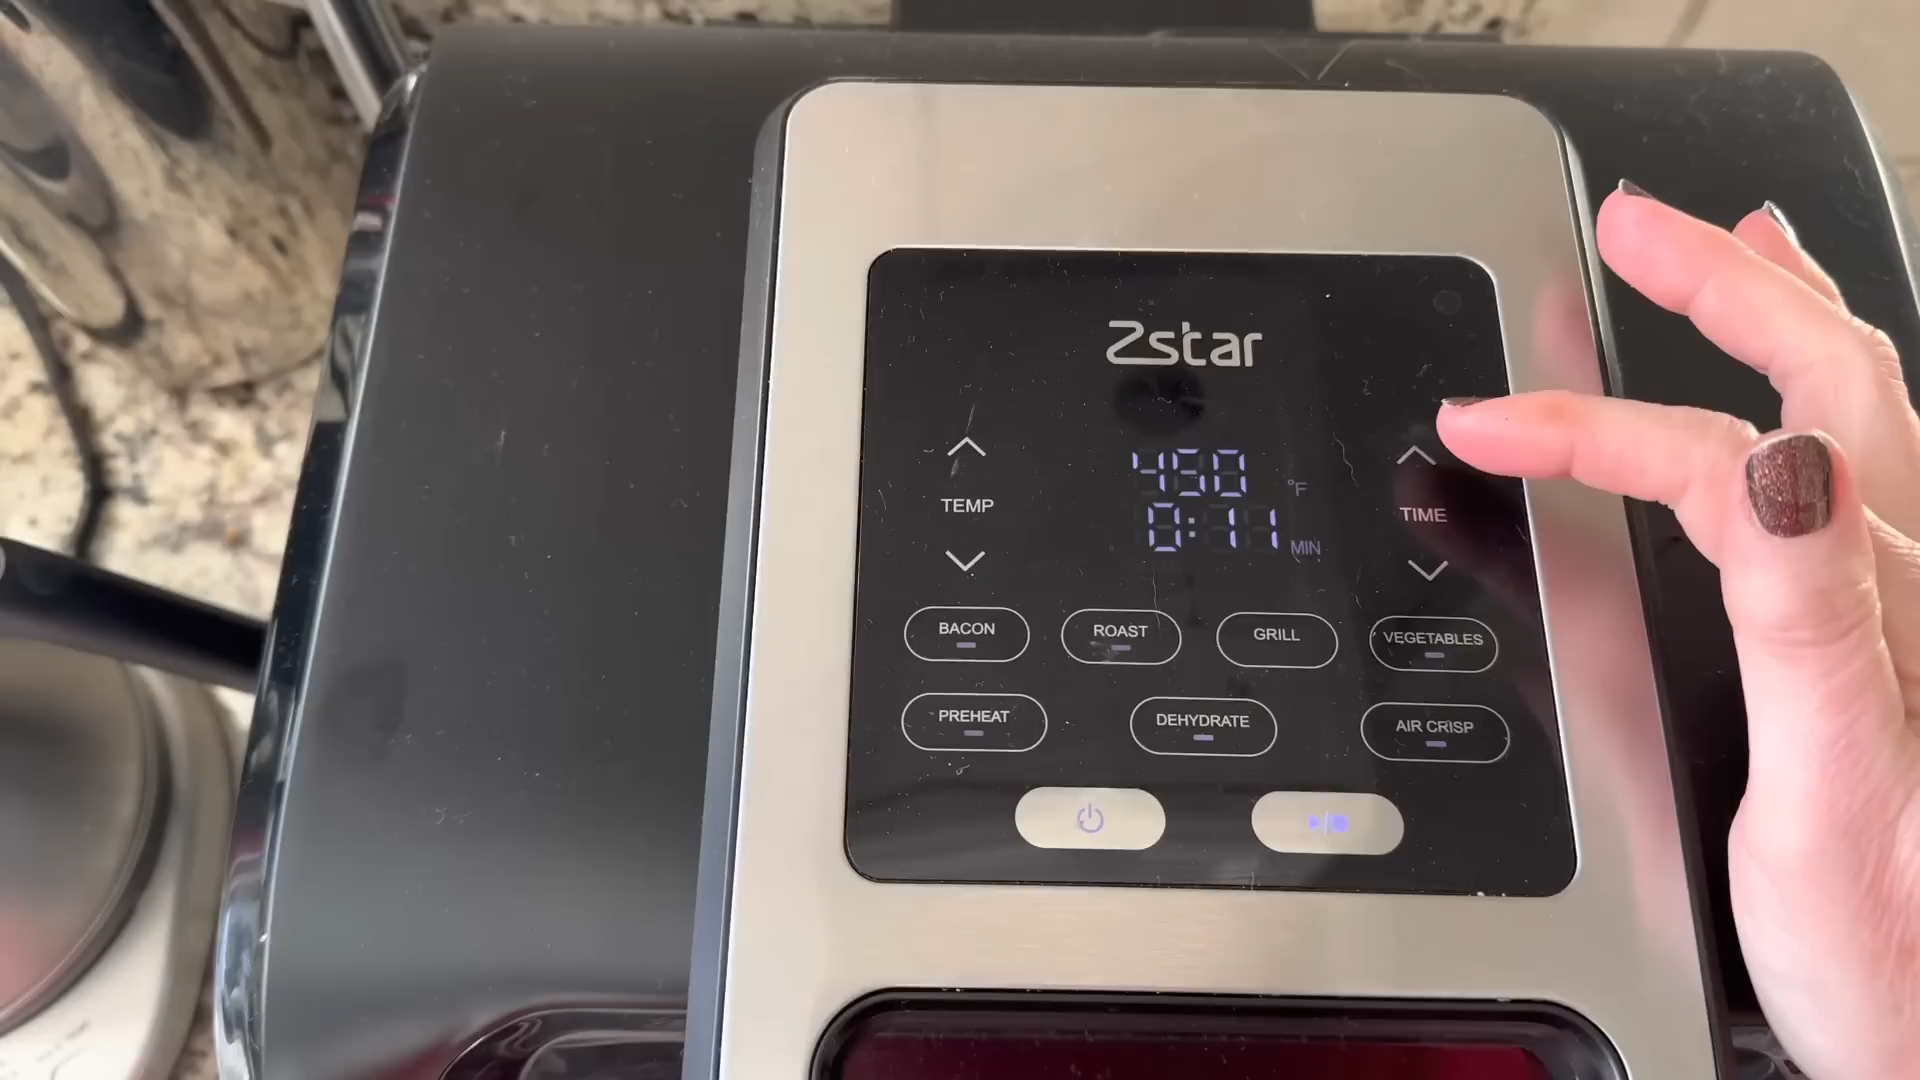 Zstar
450 °F
TEMP
TIME
0:11 MIN
BACON ROAST GRILL VEGETABLES
PREHEAT DEHYDRATE AIR CRISP